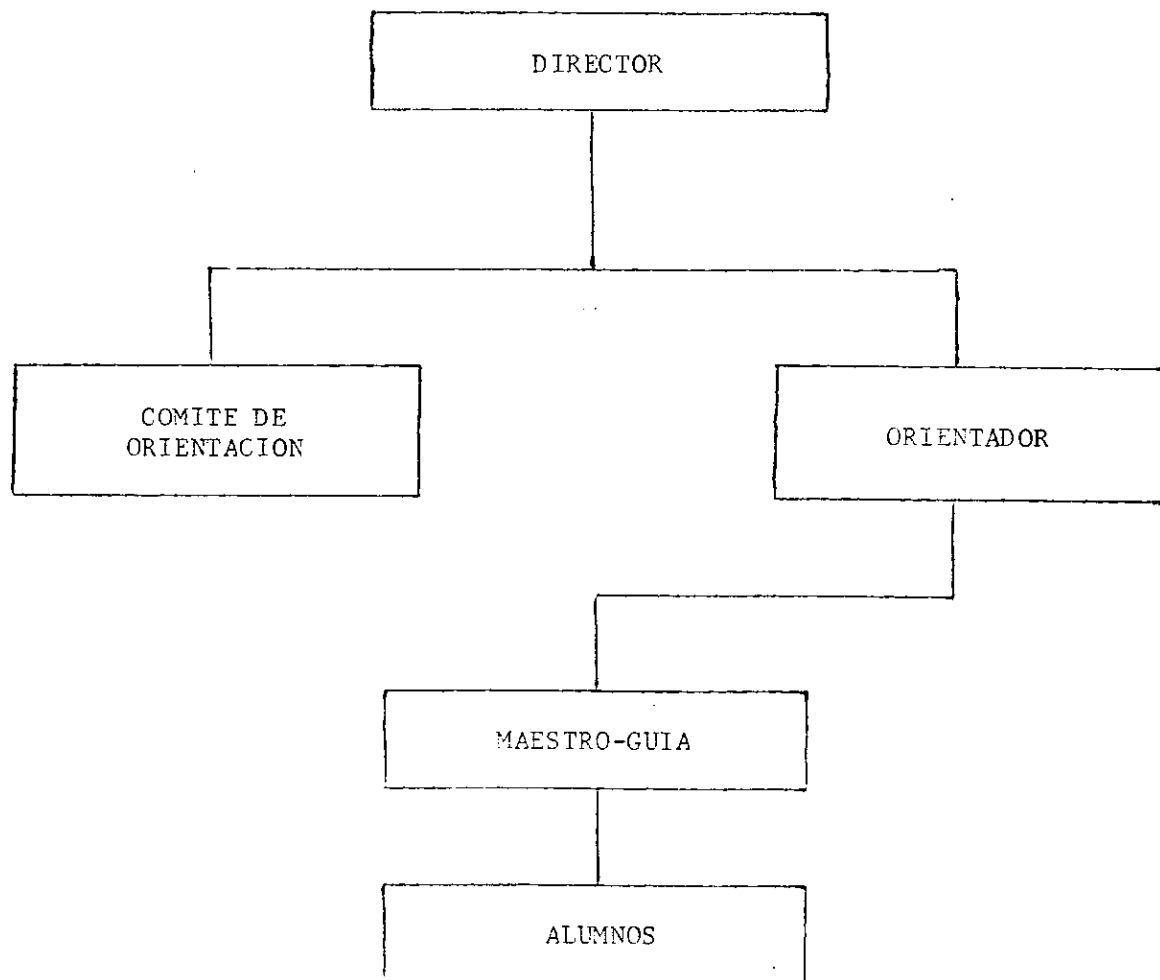 DIRECTOR
COMITE DE
ORIENTACION
ORIENTADOR
MAESTRO-GUIA
ALUMNOS